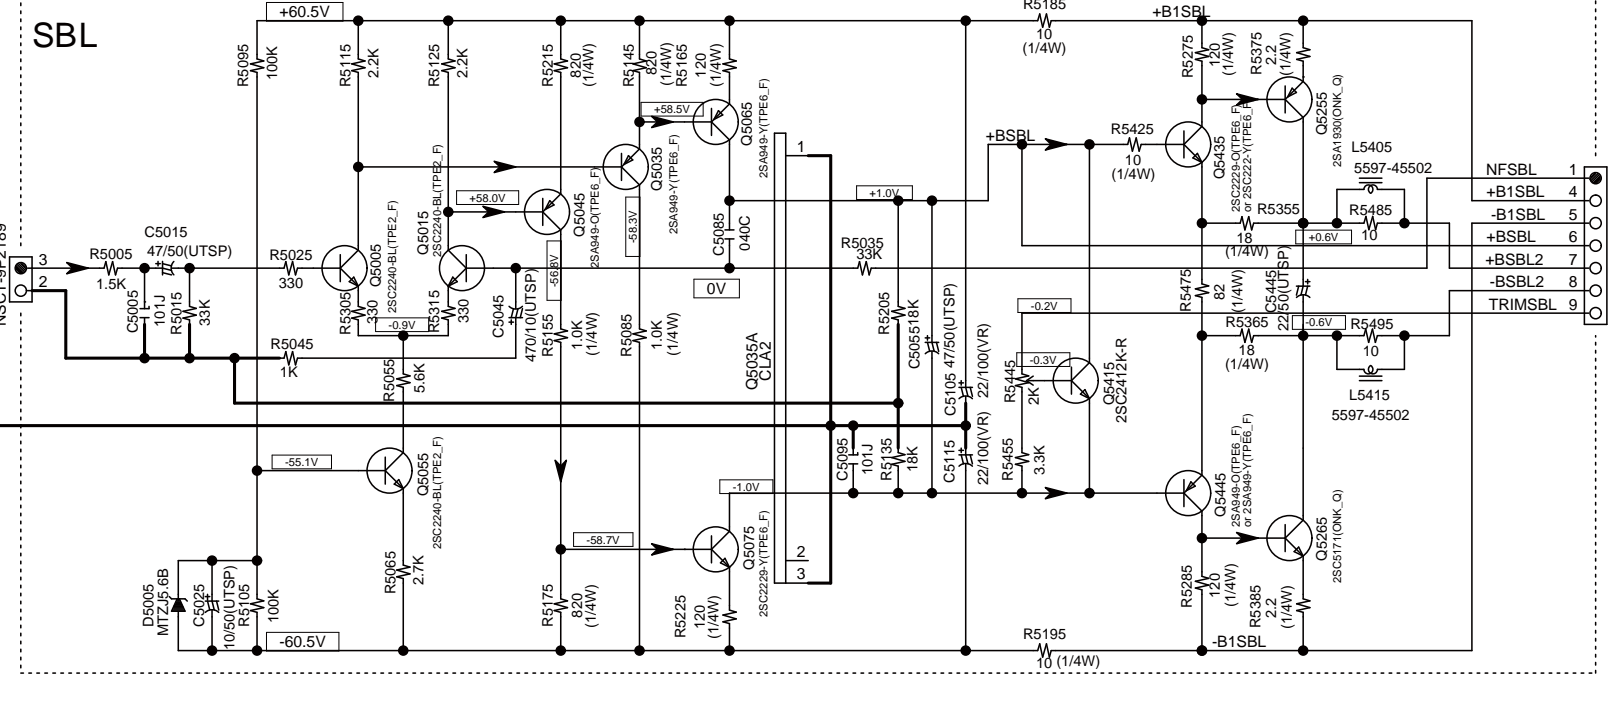 SBL
+60.5V
R5185
10
(1/4W)
+B1SBL
R5095
100K
R5115
2.2K
R5125
2.2K
R5215
820
(1/4W)
R5145
820
(1/4W)
R5165
120
(1/4W)
R5275
120
(1/4W)
R5375
2.2
(1/4W)
+58.5V
Q5065
2SA949-Y(TPE6_F)
Q5035
2SA949-Y(TPE6_F)
Q5255
2SA1930(ONK_Q)
Q5435
2SC2229-O(TPE6_F)
+BSBL
R5425
10
(1/4W)
L5405
5597-45502
1
NFSBL 1
+B1SBL 4
-B1SBL 5
+BSBL 6
+BSBL2 7
-BSBL2 8
TRIMSBL 9
+58.0V
Q5045
2SA949-O(TPE6_F)
Q5015
2SC2240-BL(TPE2_F)
Q5005
2SC2240-BL(TPE2_F)
-58.3V
-56.8V
+1.0V
C5085
040C
R5355
18
(1/4W)
R5485
10
+0.6V
C5015
47/50(UTSP)
3
2
R5005
1.5K
R5025
330
R5035
33K
0V
C5005
101J
R5015
33K
R5305
330
-0.9V
R5315
330
C5045
470/10(UTSP)
R5155
1.0K
(1/4W)
R5085
1.0K
(1/4W)
R5205
18K
C5055
47/50(UTSP)
-0.2V
R5475
82
(1/4W)
C5445
22/50(UTSP)
-0.6V
R5365
18
(1/4W)
R5495
10
L5415
5597-45502
R5045
1K
R5055
5.6K
Q5035A
CLA2
C5105
22/100(VR)
-0.3V
R5445
2K
Q5415
2SC2412K-R
-55.1V
Q5055
2SC2240-BL(TPE2_F)
C5095
101J
R5135
18K
C5115
22/100(VR)
R5455
3.3K
-1.0V
Q5445
2SA949-O(TPE6_F)
or 2SA949-Y(TPE6_F)
Q5265
2SC5171(ONK_Q)
-58.7V
Q5075
2SC2229-Y(TPE6_F)
2
3
D5005
MTZJ5.6B
C5025
10/50(UTSP)
R5105
100K
R5065
2.7K
R5175
820
(1/4W)
R5225
120
(1/4W)
R5285
120
(1/4W)
R5385
2.2
(1/4W)
-60.5V
R5195
10 (1/4W)
-B1SBL